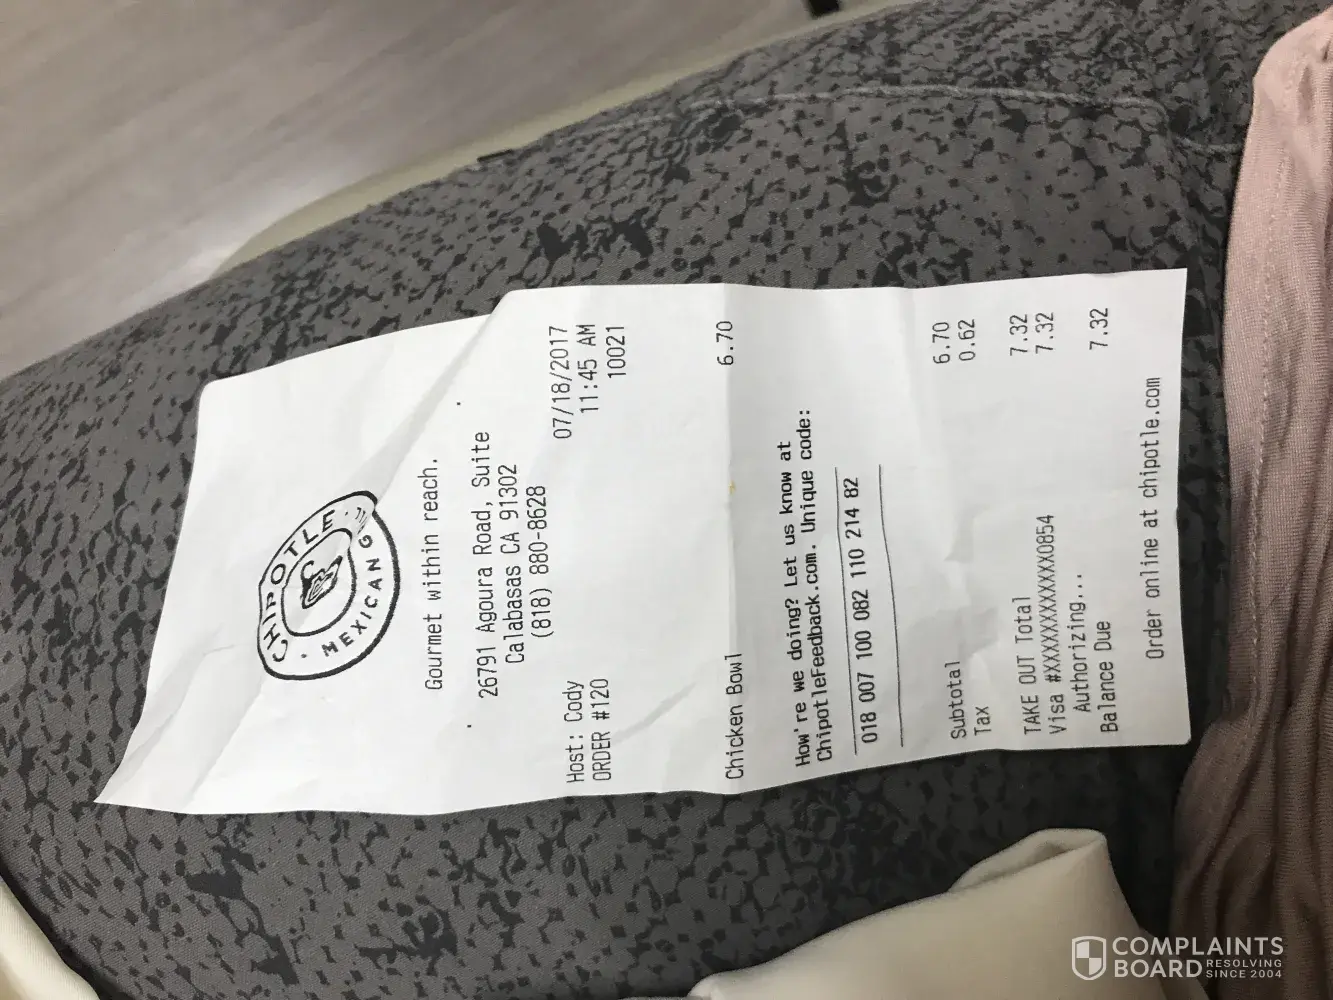 CHIPOTLE
MEXICAN G
Gourmet within reach.
26791 Agoura Road, Suite
Calabasas CA 91302
(818) 880-8628
07/18/2017
Host: Cody 11:45 AM
ORDER #120 10021
Chicken Bowl 6.70
How're we doing? Let us know at
ChipotleFeedback.com. Unique code:
018 007 100 082 110 214 82
Subtotal 6.70
Tax 0.62
TAKE OUT Total 7.32
Visa #XXXXXXXXXXXX0854 7.32
Authorizing...
Balance Due 7.32
Order online at chipotle.com
COMPLAINTS
BOARD RESOLVING
SINCE 2004